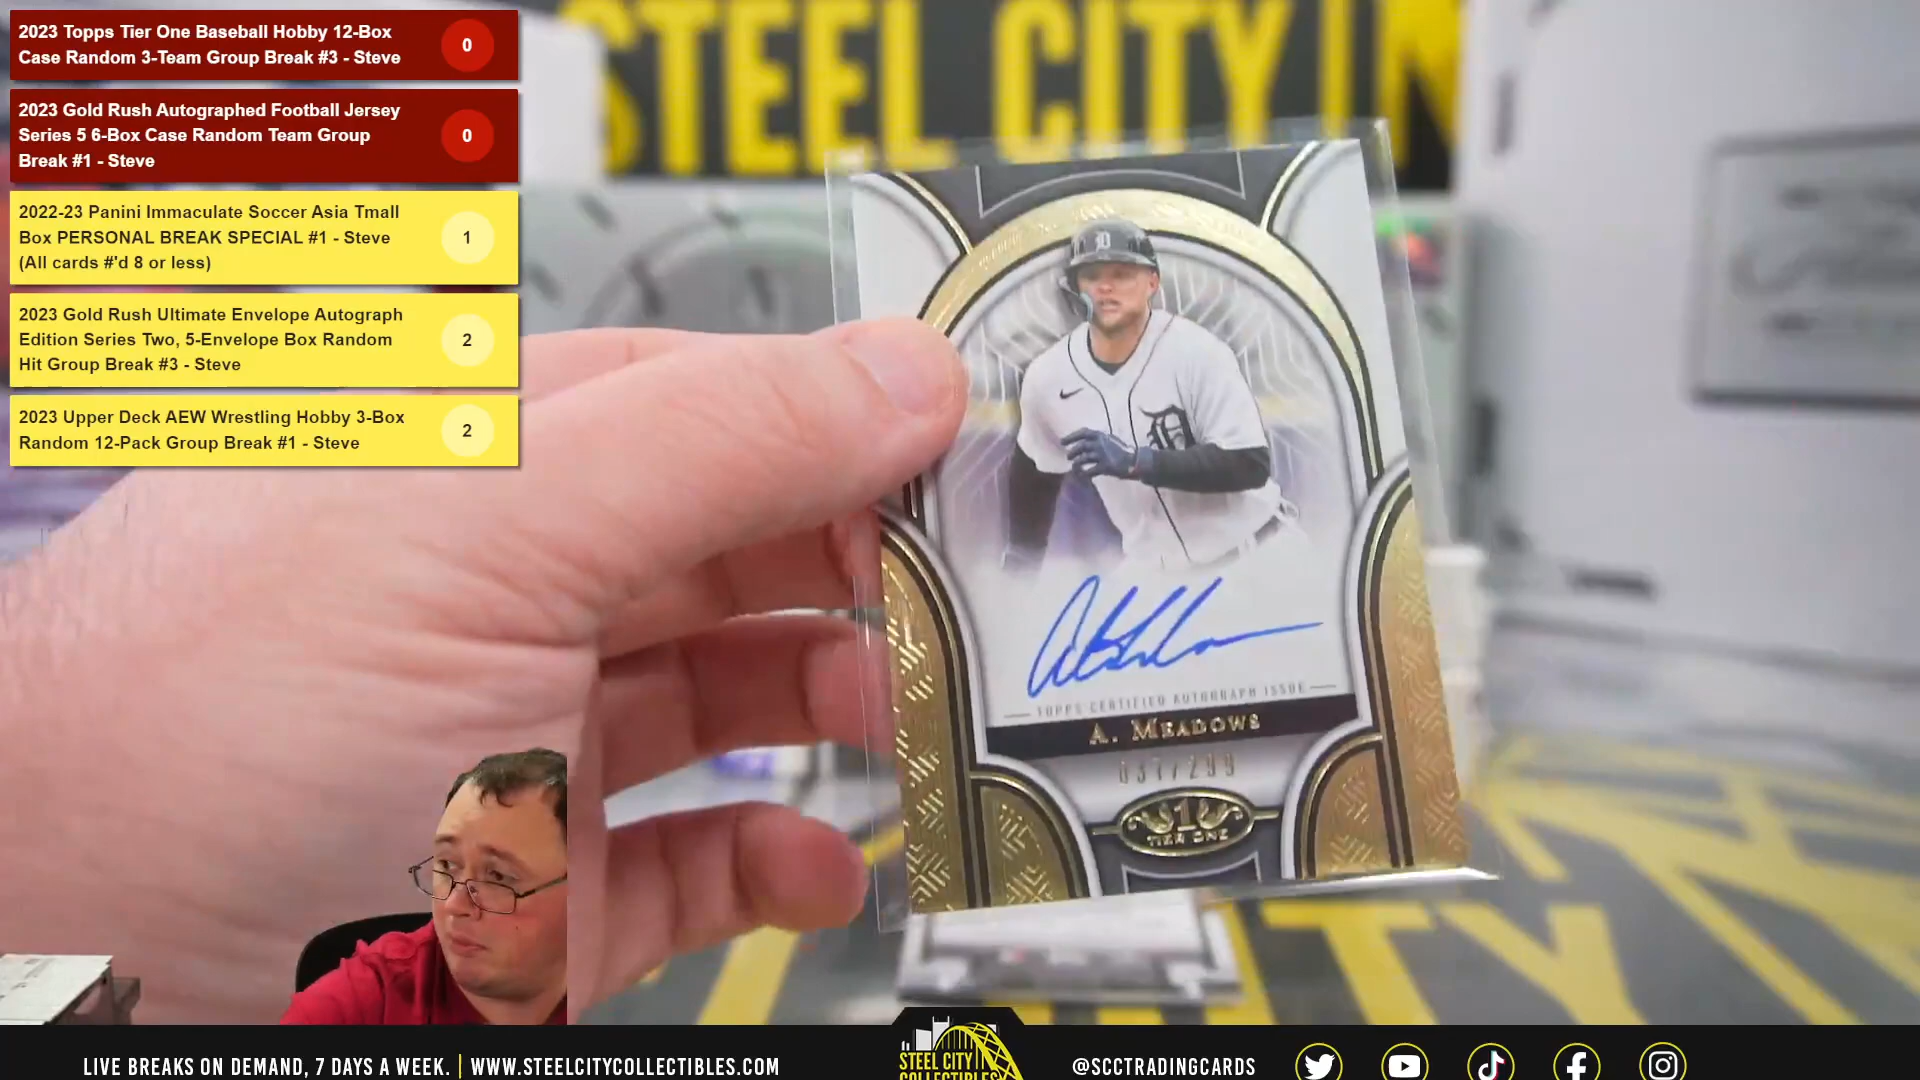 2023 Topps Tier One Baseball Hobby 12-Box
Case Random 3-Team Group Break #3 - Steve
0
2023 Gold Rush Autographed Football Jersey
Series 5 6-Box Case Random Team Group
Break #1 - Steve
0
2022-23 Panini Immaculate Soccer Asia Tmall
Box PERSONAL BREAK SPECIAL #1 - Steve
(All cards #'d 8 or less)
1
2023 Gold Rush Ultimate Envelope Autograph
Edition Series Two, 5-Envelope Box Random
Hit Group Break #3 - Steve
2
2023 Upper Deck AEW Wrestling Hobby 3-Box
Random 12-Pack Group Break #1 - Steve
2
STEEL CITY
D
TOPPS CERTIFIED AUTOGRAPH ISSUE
A. MEADOWS
1
TIER ONE
LIVE BREAKS ON DEMAND, 7 DAYS A WEEK. | WWW.STEELCITYCOLLECTIBLES.COM
STEEL CITY
COLLECTIBLES
@SCCTRADINGCARDS